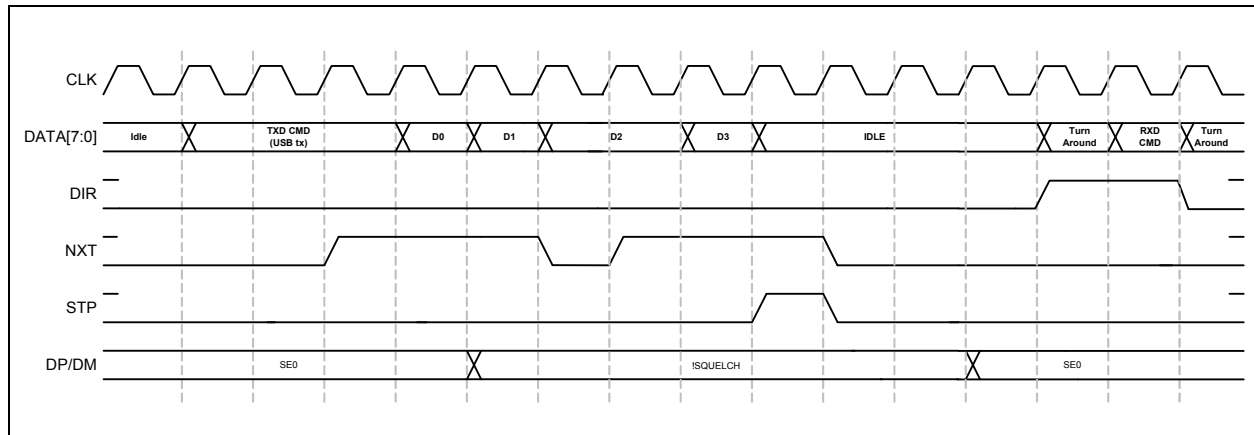 CLK
DATA[7:0]
Idle
TXD CMD
(USB tx)
D0
D1
D2
D3
IDLE
Turn
Around
RXD
CMD
Turn
Around
DIR
NXT
STP
DP/DM
SE0
!SQUELCH
SE0